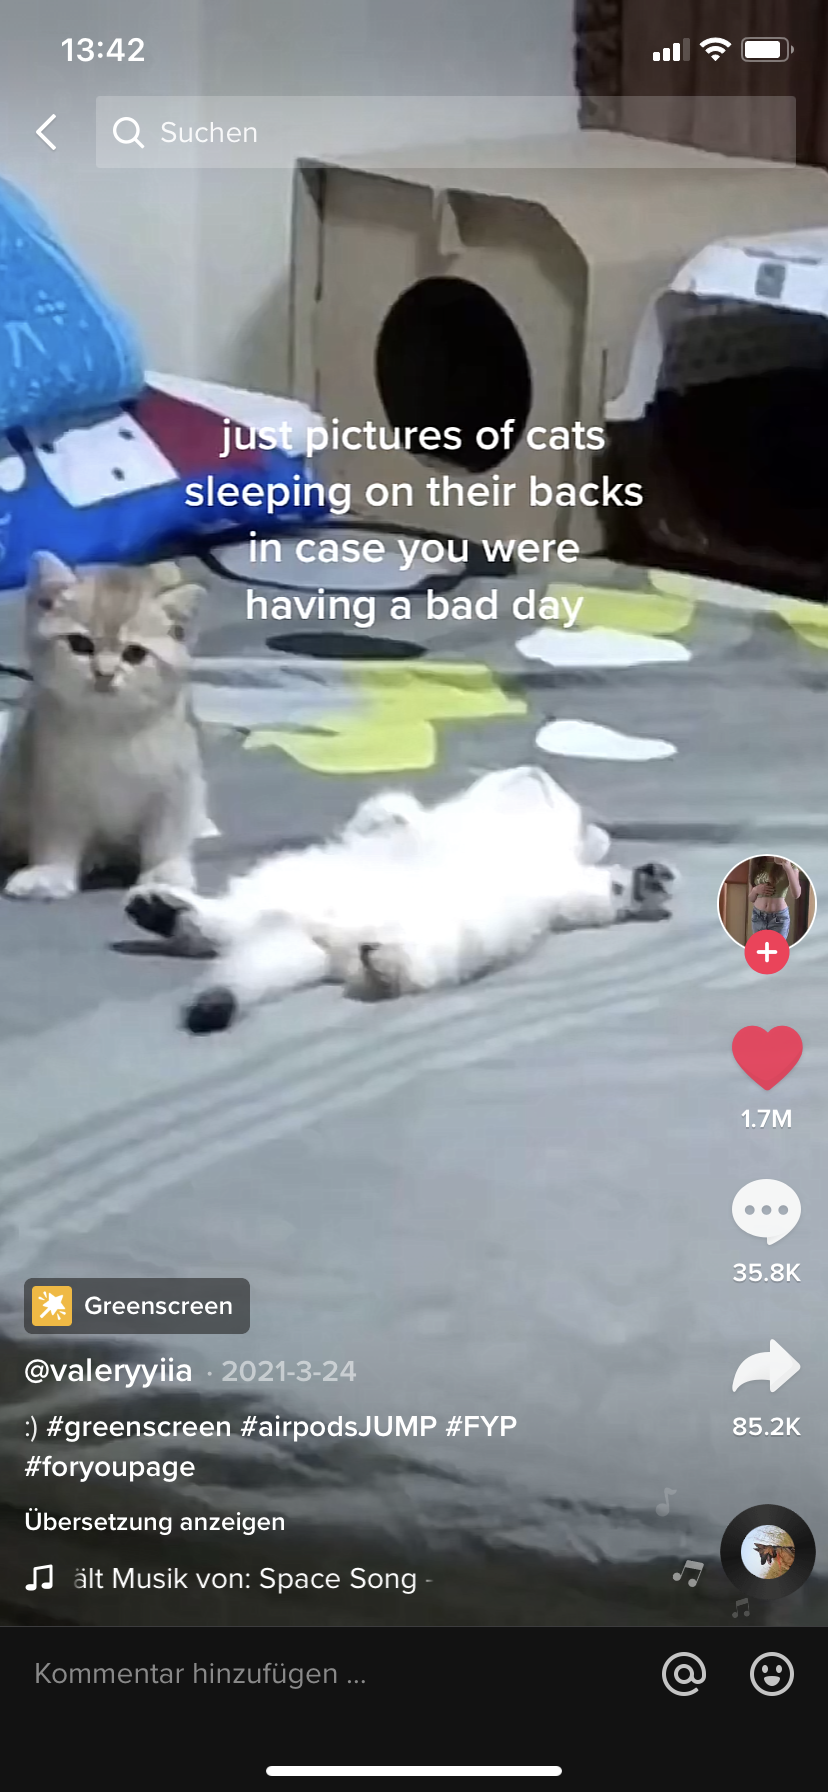 13:42
Suchen
just pictures of cats
sleeping on their backs
in case you were
having a bad day
1.7M
35.8K
85.2K
Greenscreen
@valeryyiia · 2021-3-24
:) #greenscreen #airpodsJUMP #FYP
#foryoupage
Übersetzung anzeigen
ält Musik von: Space Song -
Kommentar hinzufügen ...